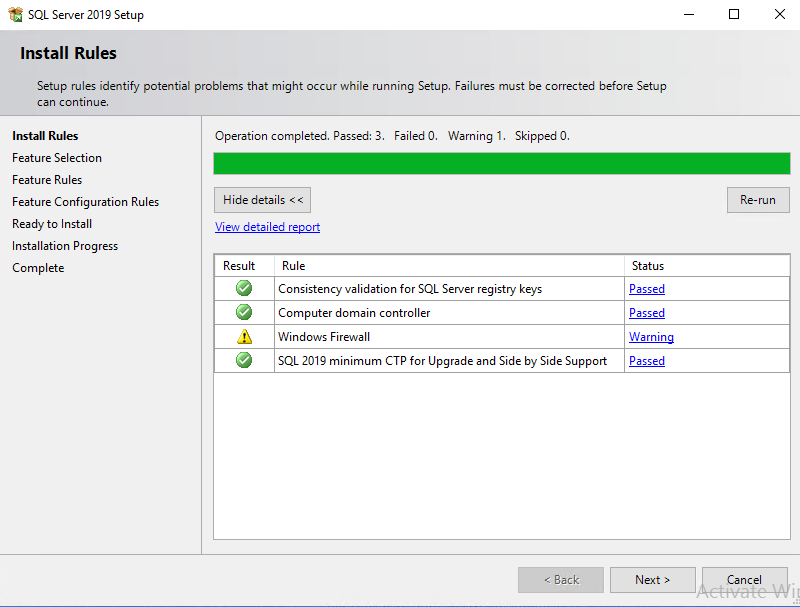 SQL Server 2019 Setup
Install Rules
Setup rules identify potential problems that might occur while running Setup. Failures must be corrected before Setup
can continue.
Install Rules
Feature Selection
Feature Rules
Feature Configuration Rules
Ready to Install
Installation Progress
Complete
Operation completed. Passed: 3.   Failed 0.   Warning 1.   Skipped 0.
Hide details <<
Re-run
View detailed report
Result Rule Status
Consistency validation for SQL Server registry keys Passed
Computer domain controller Passed
Windows Firewall Warning
SQL 2019 minimum CTP for Upgrade and Side by Side Support Passed
< Back Next > Cancel
Activate